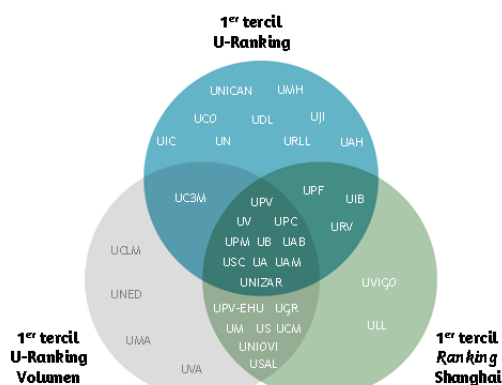 1er tercil
U-Ranking
UNICAN UMH
UCO UDL UJI
UIC UN URLL UAH
UC3M UPV UPF UIB
UV UPC URV
UPM UB UAB
USC UA UAM
UNIZAR
UCLM
UNED
UMA
UVA
UPV-EHU UGR
UM US UCM
UNIOVI
USAL
UVIGO
ULL
1er tercil
U-Ranking
Volumen
1er tercil
Ranking
Shanghai